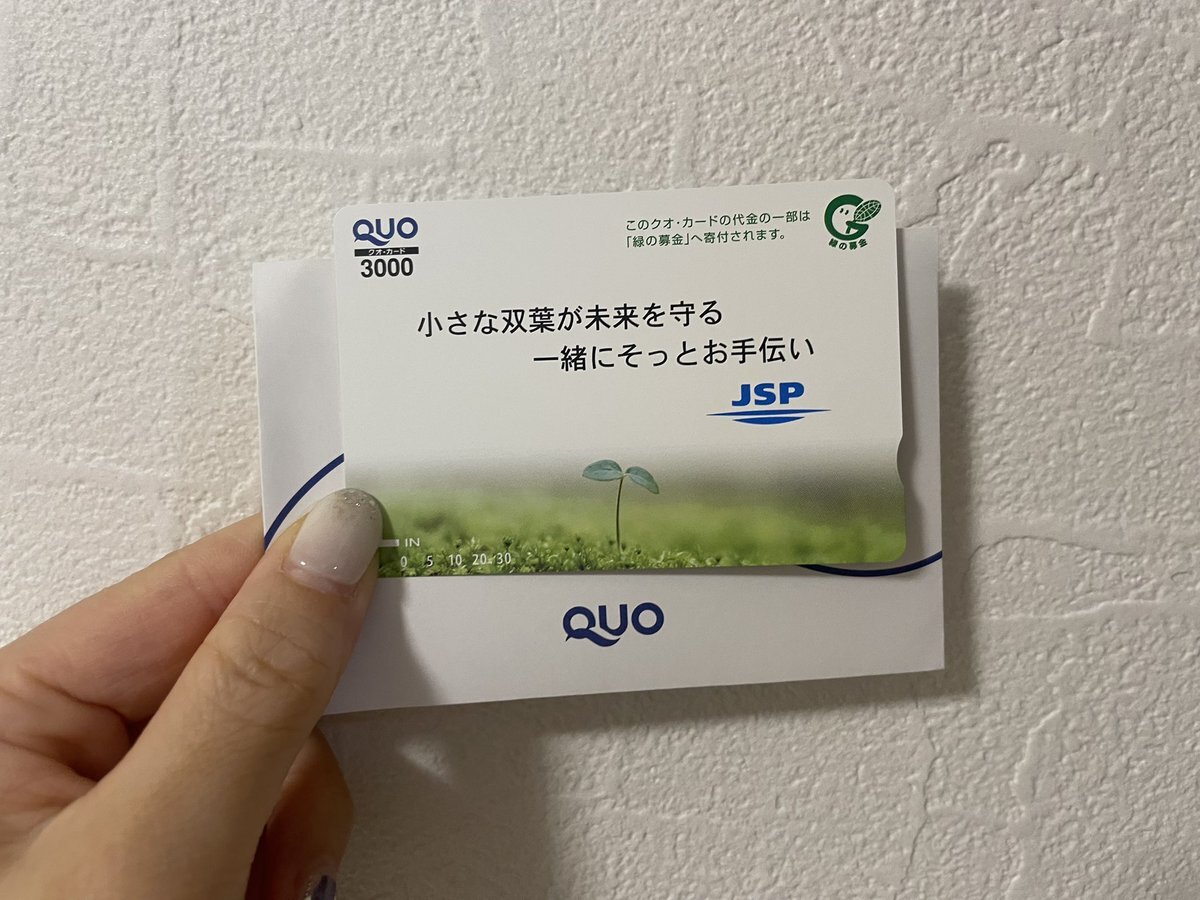 QUO
クオ・カード
3000
このクオ・カードの代金の一部は
「緑の募金」へ寄付されます。
緑の募金
小さな双葉が未来を守る
一緒にそっとお手伝い
JSP
IN
0 5 10 20 30
QUO